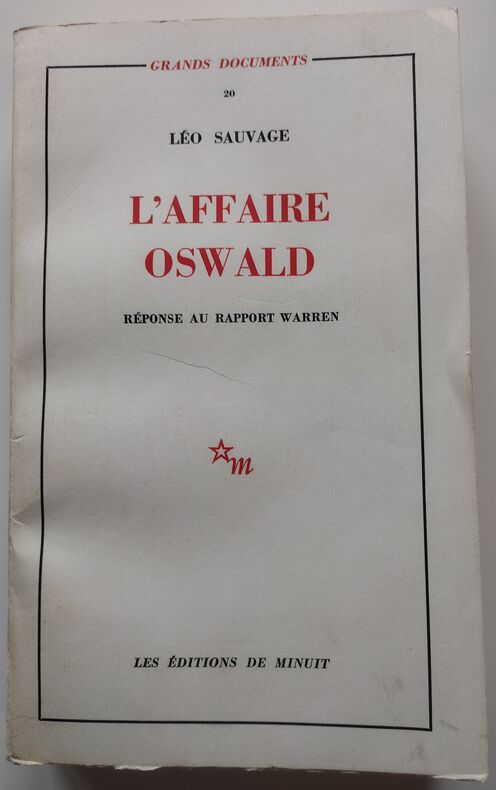 GRANDS DOCUMENTS
20
LÉO SAUVAGE
L'AFFAIRE
OSWALD
RÉPONSE AU RAPPORT WARREN
m
LES ÉDITIONS DE MINUIT